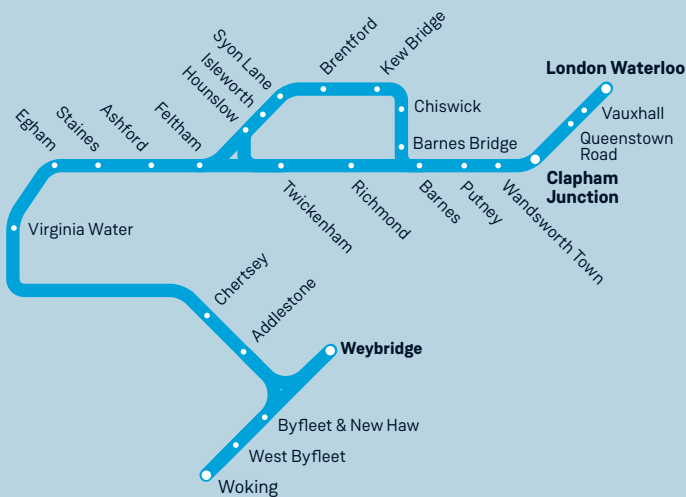 Syon Lane
Isleworth
Hounslow
Brentford
Kew Bridge
London Waterloo
Vauxhall
Queenstown
Road
Clapham
Junction
Chiswick
Barnes Bridge
Egham
Staines
Ashford
Feltham
Twickenham
Richmond
Barnes
Putney
Wandsworth Town
Virginia Water
Chertsey
Addlestone
Weybridge
Byfleet & New Haw
West Byfleet
Woking